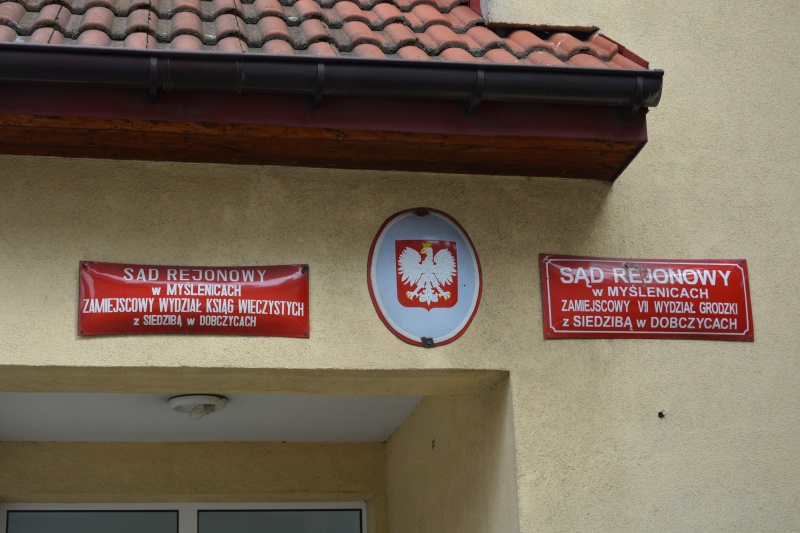 SĄD REJONOWY
w MYŚLENICACH
ZAMIEJSCOWY WYDZIAŁ KSIĄG WIECZYSTYCH
z SIEDZIBĄ w DOBCZYCACH
SĄD REJONOWY
w MYŚLENICACH
ZAMIEJSCOWY VII WYDZIAŁ GRODZKI
z SIEDZIBĄ w DOBCZYCACH